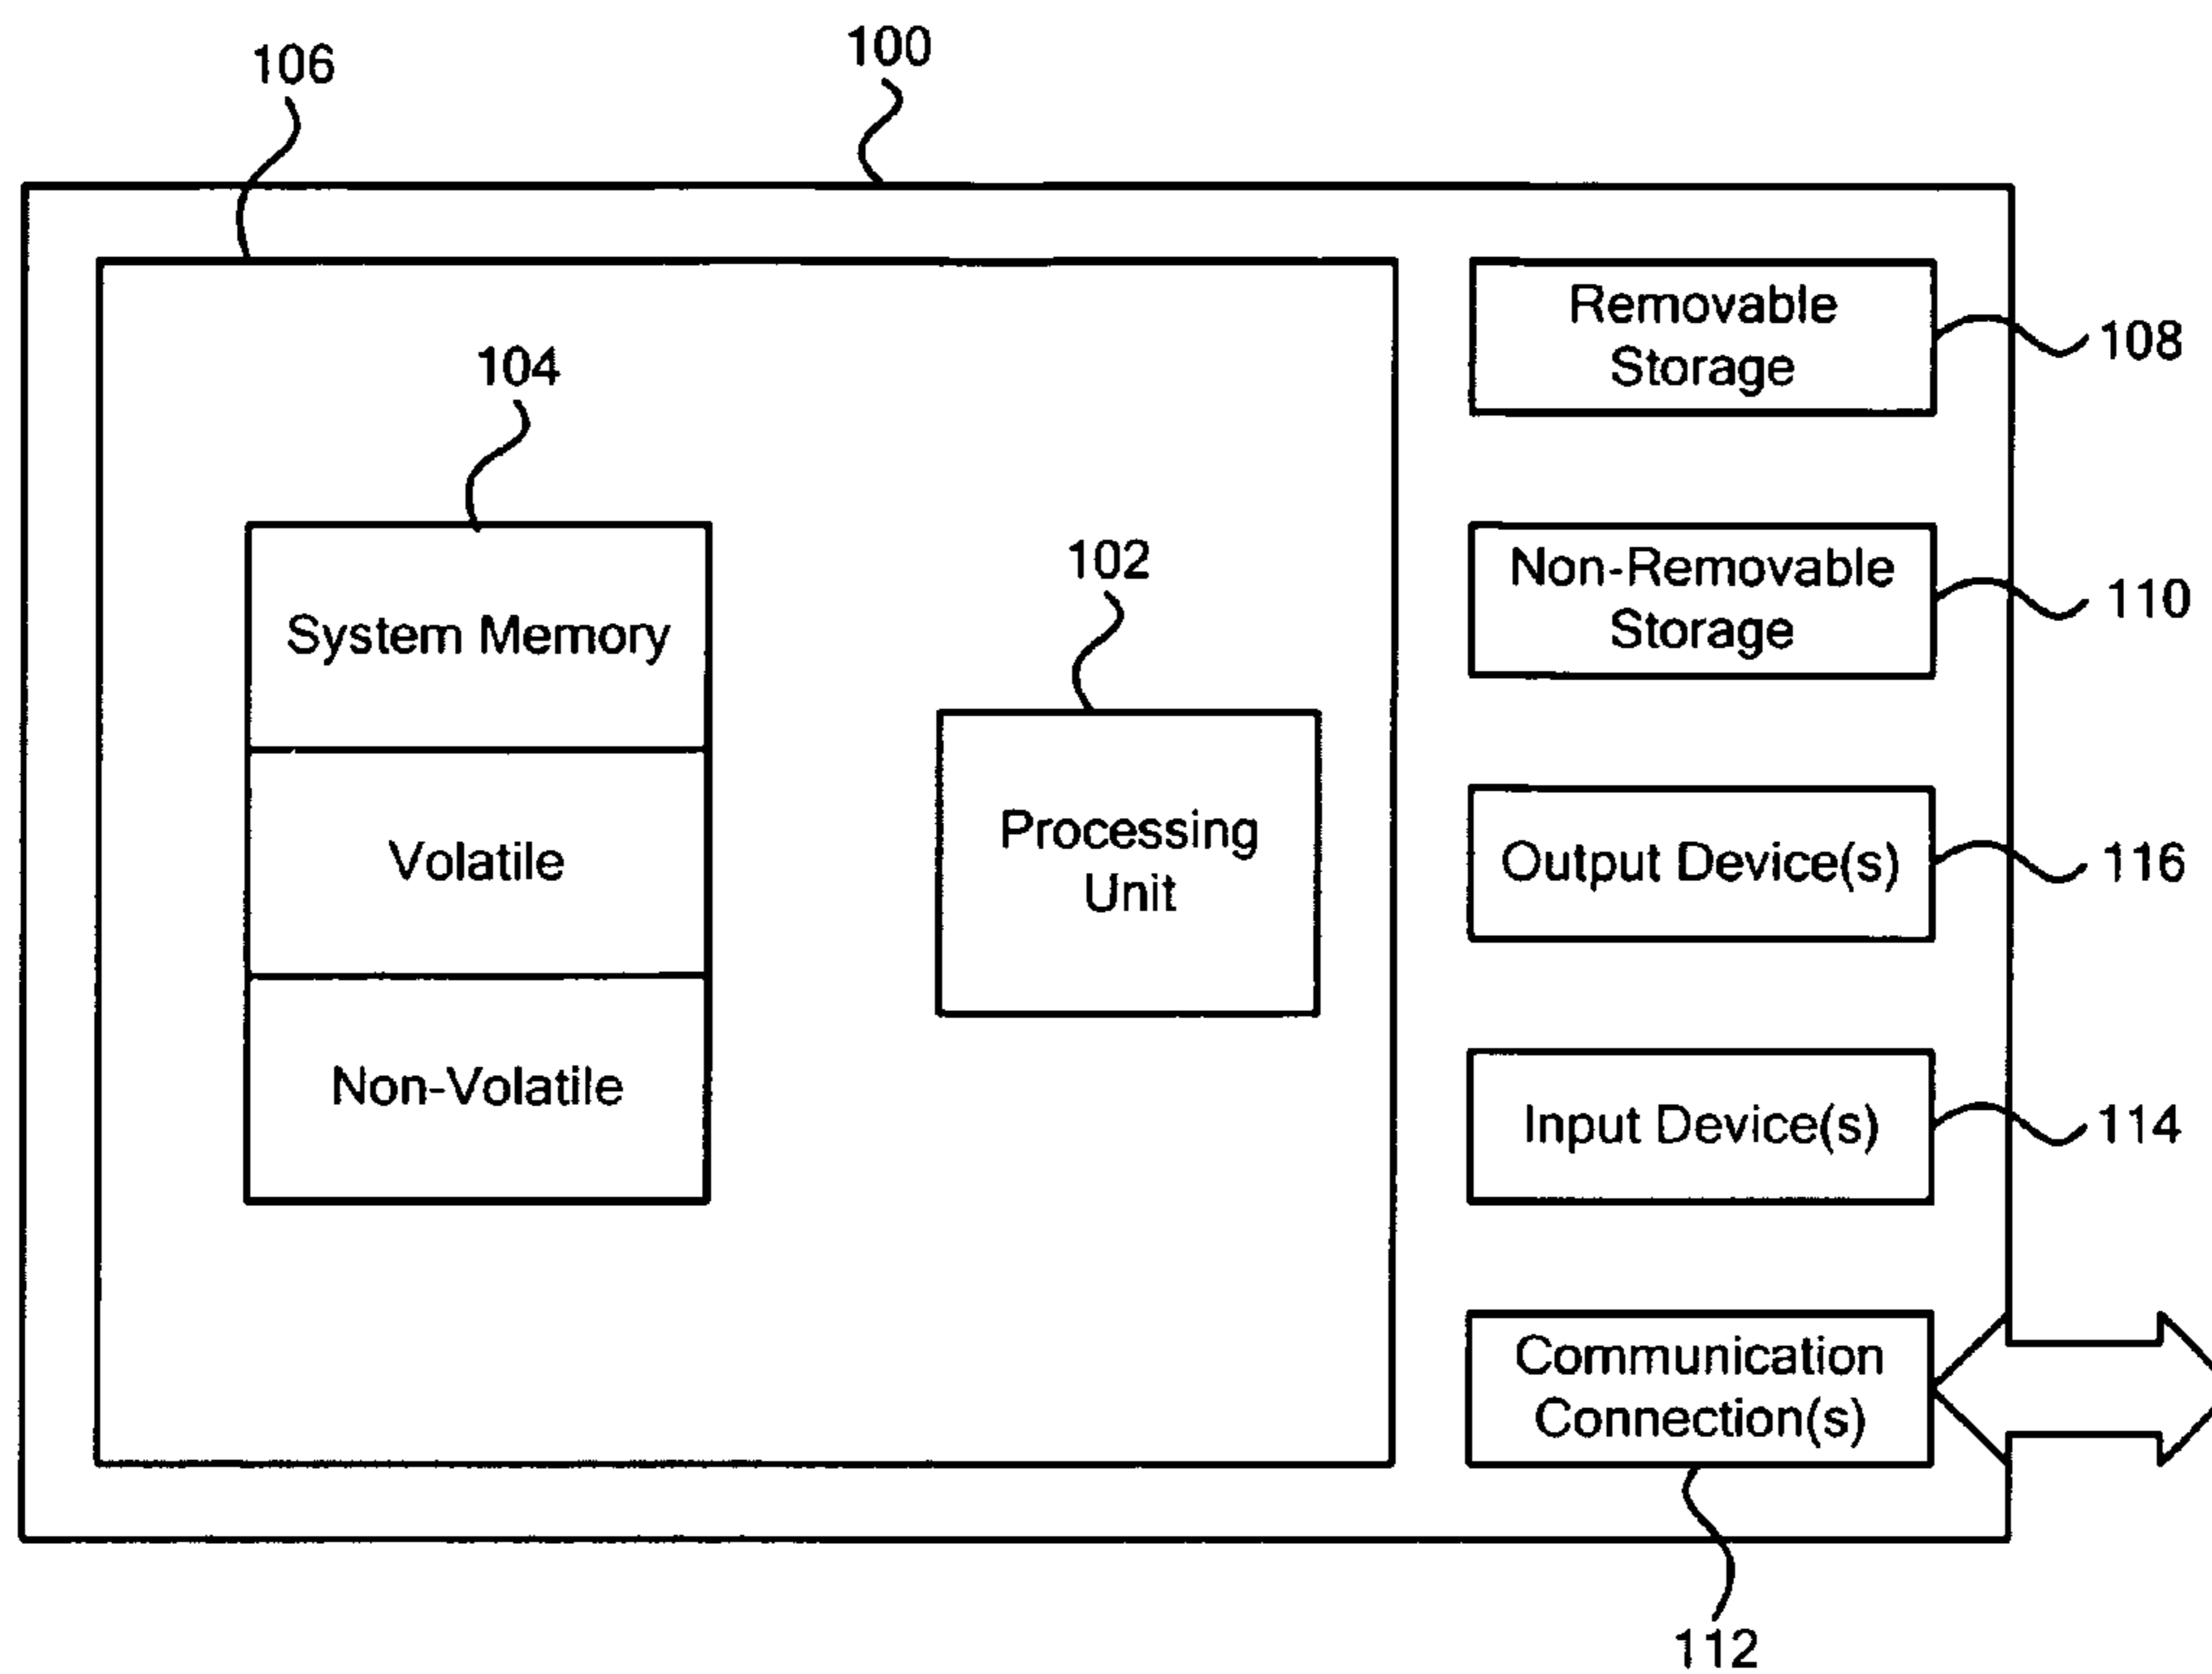 106
100
104
System Memory
Volatile
Non-Volatile
102
Processing
Unit
Removable
Storage
108
Non-Removable
Storage
110
Output Device(s)
116
Input Device(s)
114
Communication
Connection(s)
112